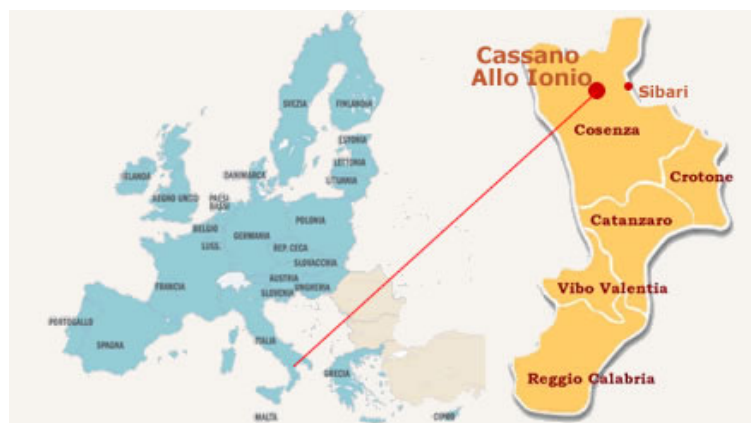 SVEZIA
FINLANDIA
ESTONIA
LETTONIA
LITUANIA
DANIMARCA
IRLANDA
REGNO UNITO
PAESI
BASSI
BELGIO
LUSS.
GERMANIA
POLONIA
REP. CECA
SLOVACCHIA
AUSTRIA
UNGHERIA
SLOVENIA
FRANCIA
PORTOGALLO
SPAGNA
ITALIA
GRECIA
MALTA
CIPRO
Cassano
Allo Ionio
Sibari
Cosenza
Crotone
Catanzaro
Vibo Valentia
Reggio Calabria